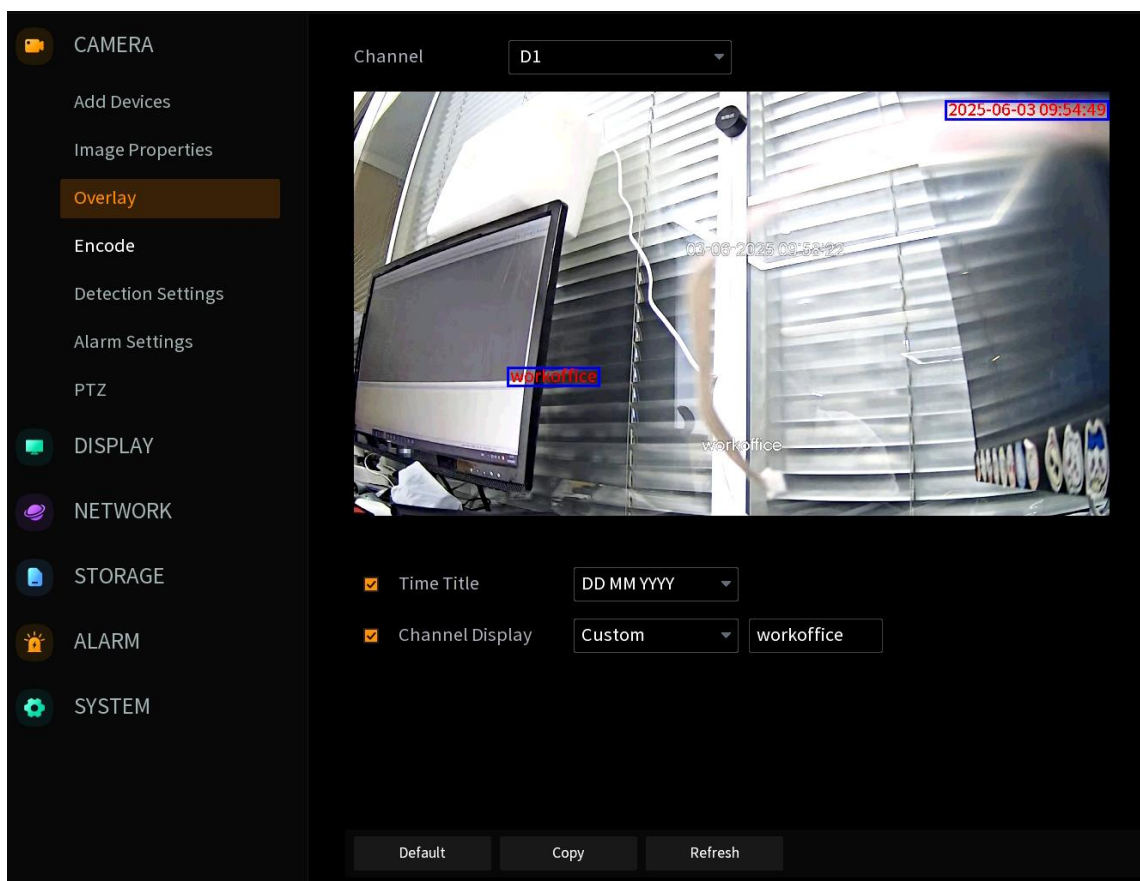 CAMERA
Add Devices
Image Properties
Overlay
Encode
Detection Settings
Alarm Settings
PTZ
DISPLAY
NETWORK
STORAGE
ALARM
SYSTEM
Channel D1
2025-06-03 09:54:49
03-06-2025 09:53:22
workoffice
workoffice
Time Title DD MM YYYY
Channel Display Custom workoffice
Default Copy Refresh